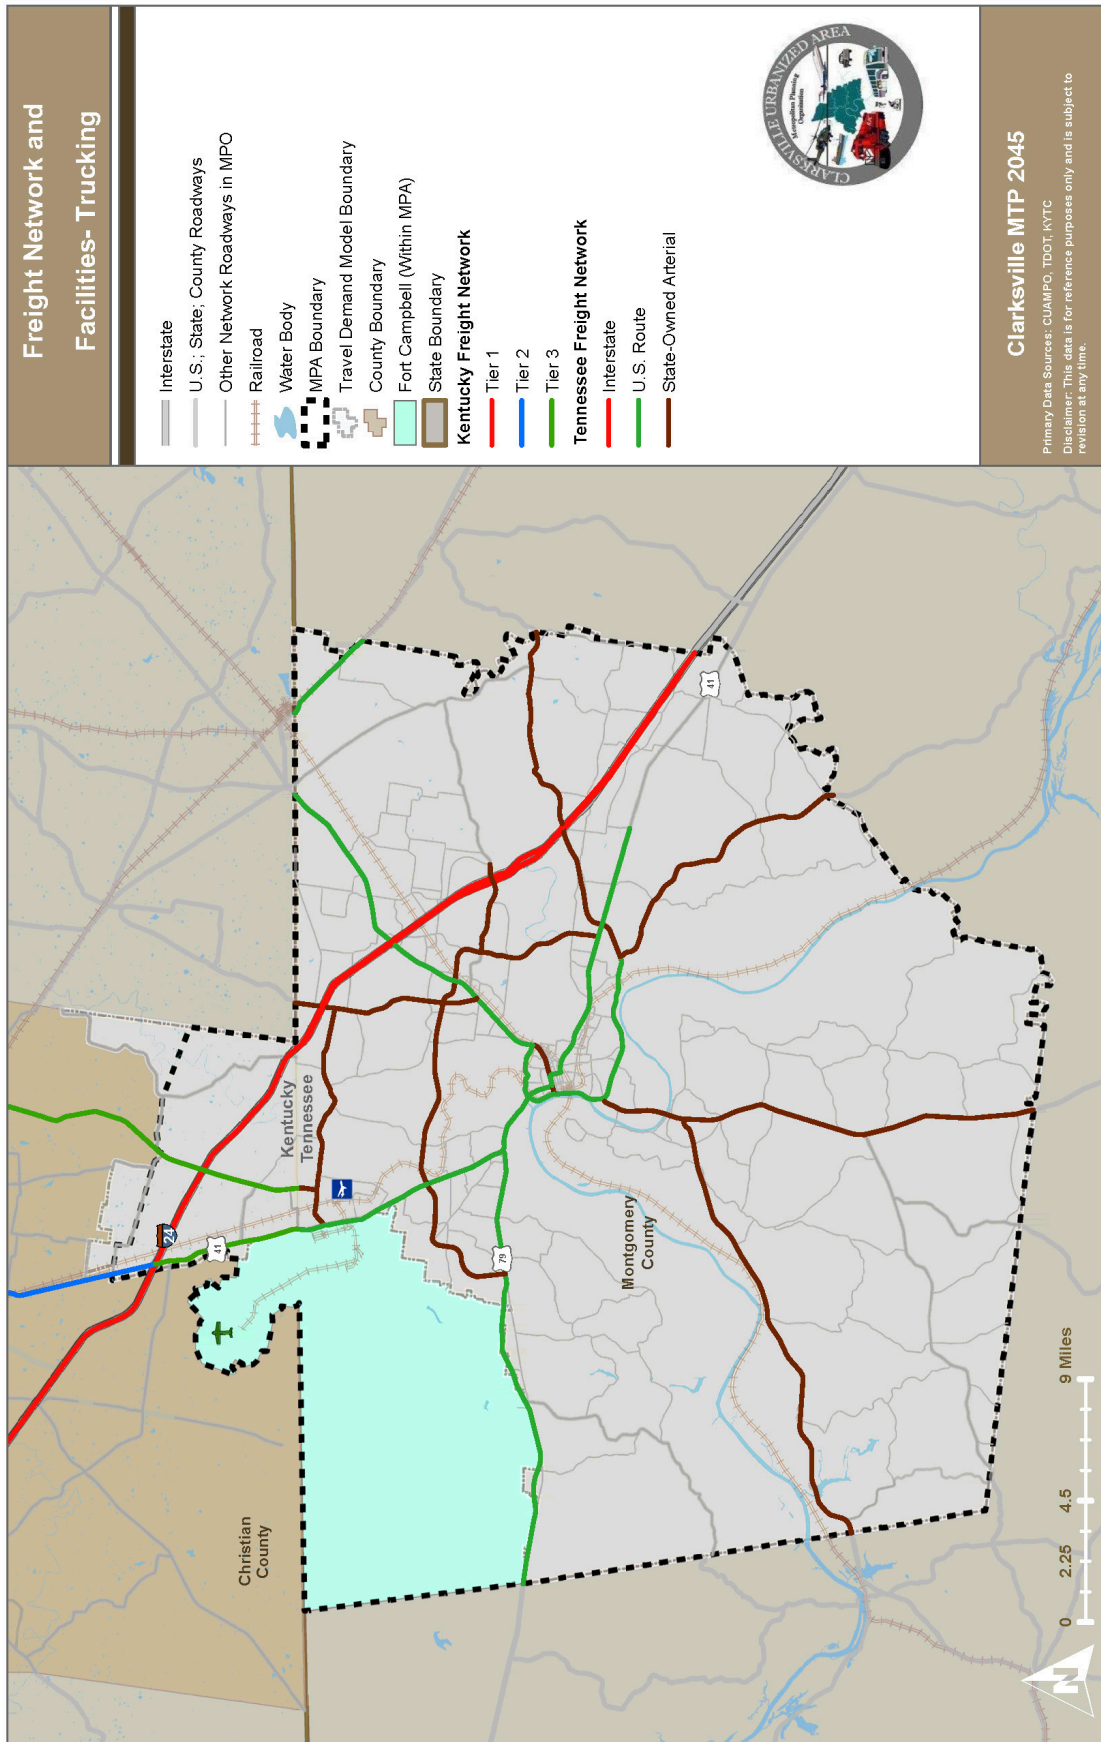 Freight Network and
Facilities- Trucking
Interstate
U.S.; State; County Roadways
Other Network Roadways in MPO
Railroad
Water Body
MPA Boundary
Travel Demand Model Boundary
County Boundary
Fort Campbell (Within MPA)
State Boundary
Kentucky Freight Network
Tier 1
Tier 2
Tier 3
Tennessee Freight Network
Interstate
U.S. Route
State-Owned Arterial
CLARKSVILLE URBANIZED AREA
Metropolitan Planning
Organization
Clarksville MTP 2045
Primary Data Sources: CUAMPO, TDOT, KYTC
Disclaimer: This data is for reference purposes only and is subject to
revision at any time.
Christian
County
Kentucky
Tennessee
Montgomery
County
24
41
79
41
0 2.25 4.5 9 Miles
N